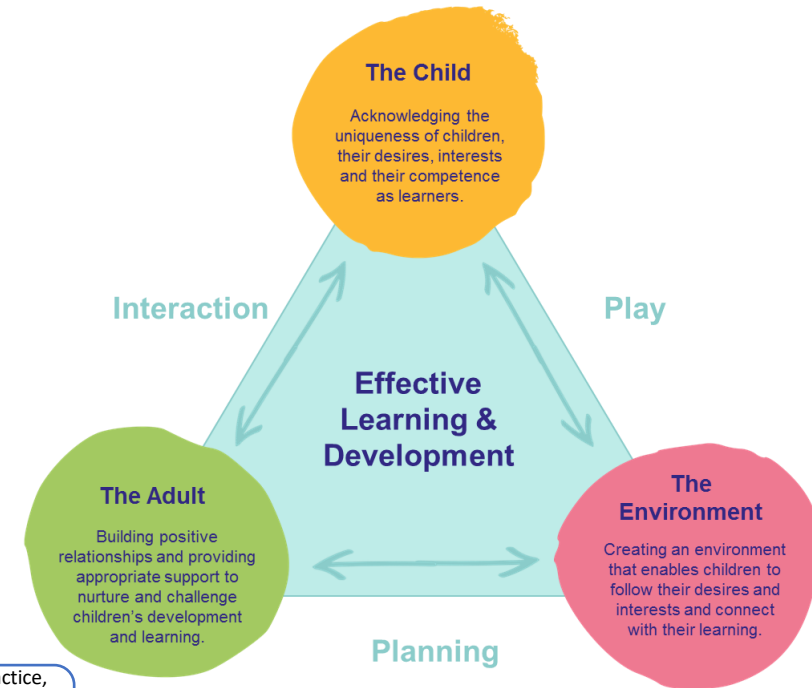 The Child
Acknowledging the
uniqueness of children,
their desires, interests
and their competence
as learners.
Interaction
Play
Effective
Learning &
Development
The Adult
Building positive
relationships and providing
appropriate support to
nurture and challenge
children’s development
and learning.
The
Environment
Creating an environment
that enables children to
follow their desires and
interests and connect
with their learning.
Planning